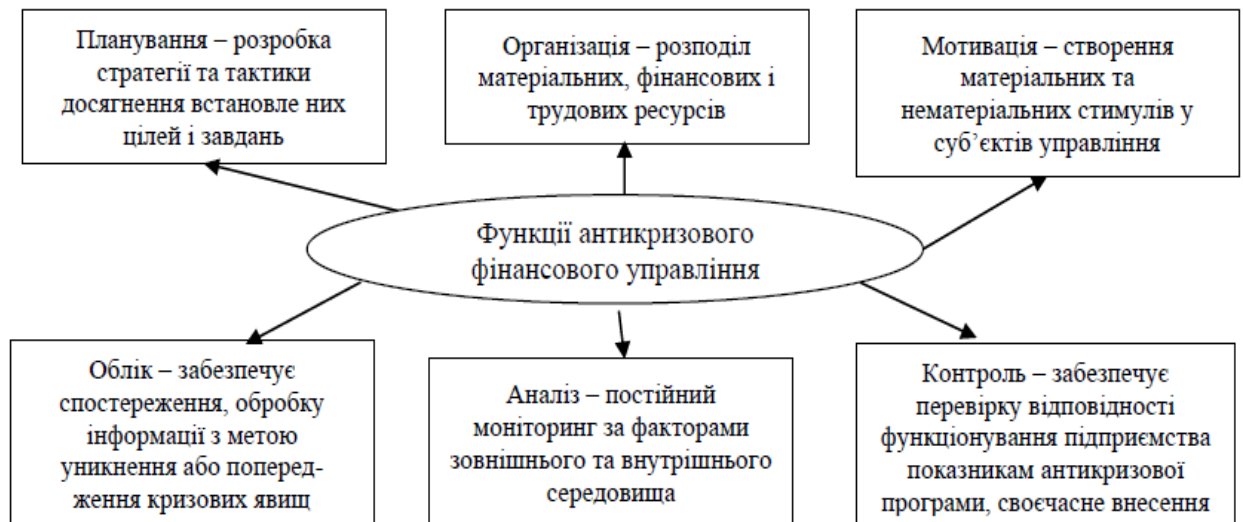 Планування – розробка
стратегії та тактики
досягнення встановле них
цілей і завдань
Організація – розподіл
матеріальних, фінансових і
трудових ресурсів
Мотивація – створення
матеріальних та
нематеріальних стимулів у
суб’єктів управління
Функції антикризового
фінансового управління
Облік – забезпечує
спостереження, обробку
інформації з метою
уникнення або поперед-
ження кризових явищ
Аналіз – постійний
моніторинг за факторами
зовнішнього та внутрішнього
середовища
Контроль – забезпечує
перевірку відповідності
функціонування підприємства
показникам антикризової
програми, своєчасне внесення